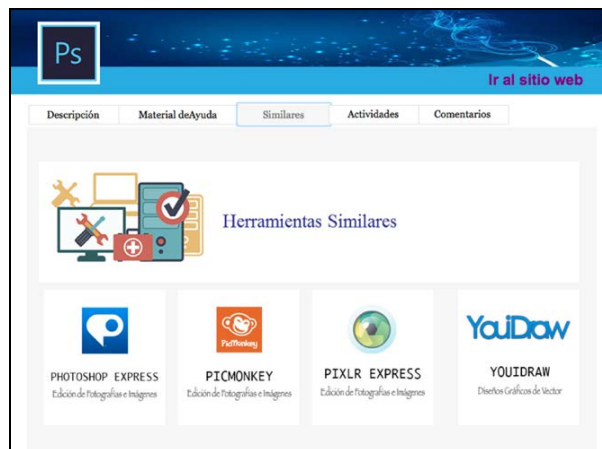 Ps
Ir al sitio web
Descripción Material deAyuda Similares Actividades Comentarios
Herramientas Similares
PicMonkey
YouiDraw
PHOTOSHOP EXPRESS PICMONKEY PIXLR EXPRESS YOUIDRAW
Edición de Fotografías e Imágenes Edición de Fotografías e Imágenes Edición de Fotografías e Imágenes Diseños Gráficos de Vector